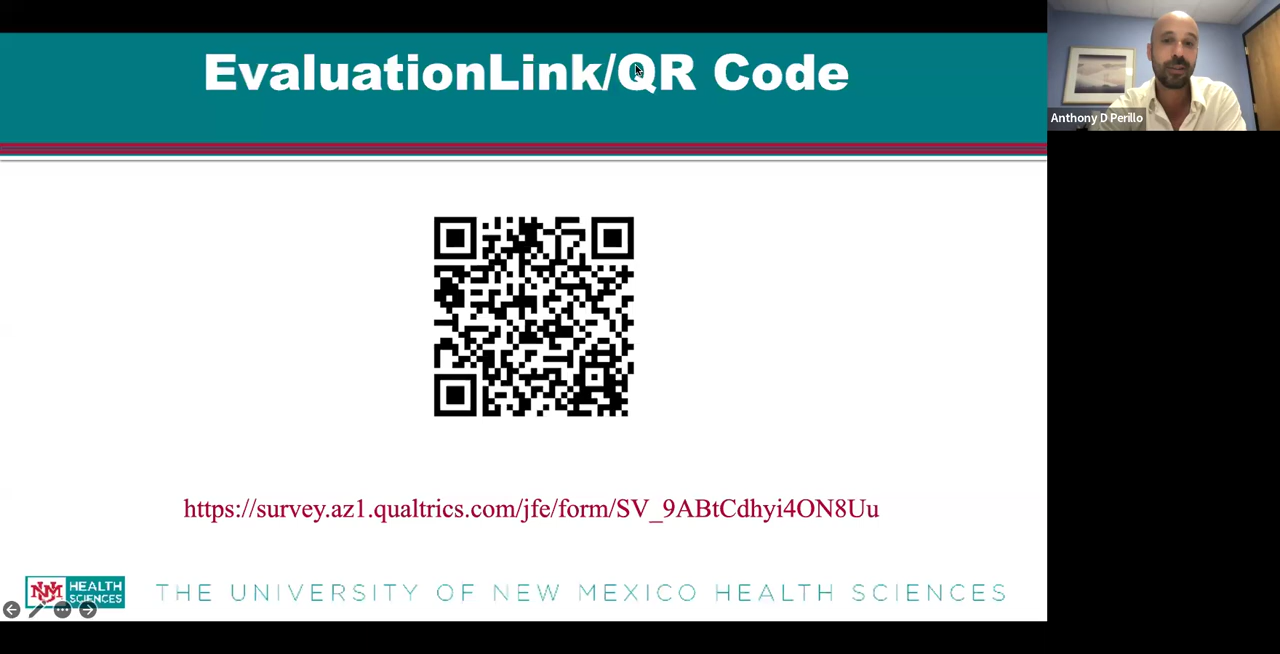 EvaluationLink/QR Code
Anthony D Perillo
https://survey.az1.qualtrics.com/jfe/form/SV_9ABtCdhyi4ON8Uu
UNM HEALTH
SCIENCES
THE UNIVERSITY OF NEW MEXICO HEALTH SCIENCES